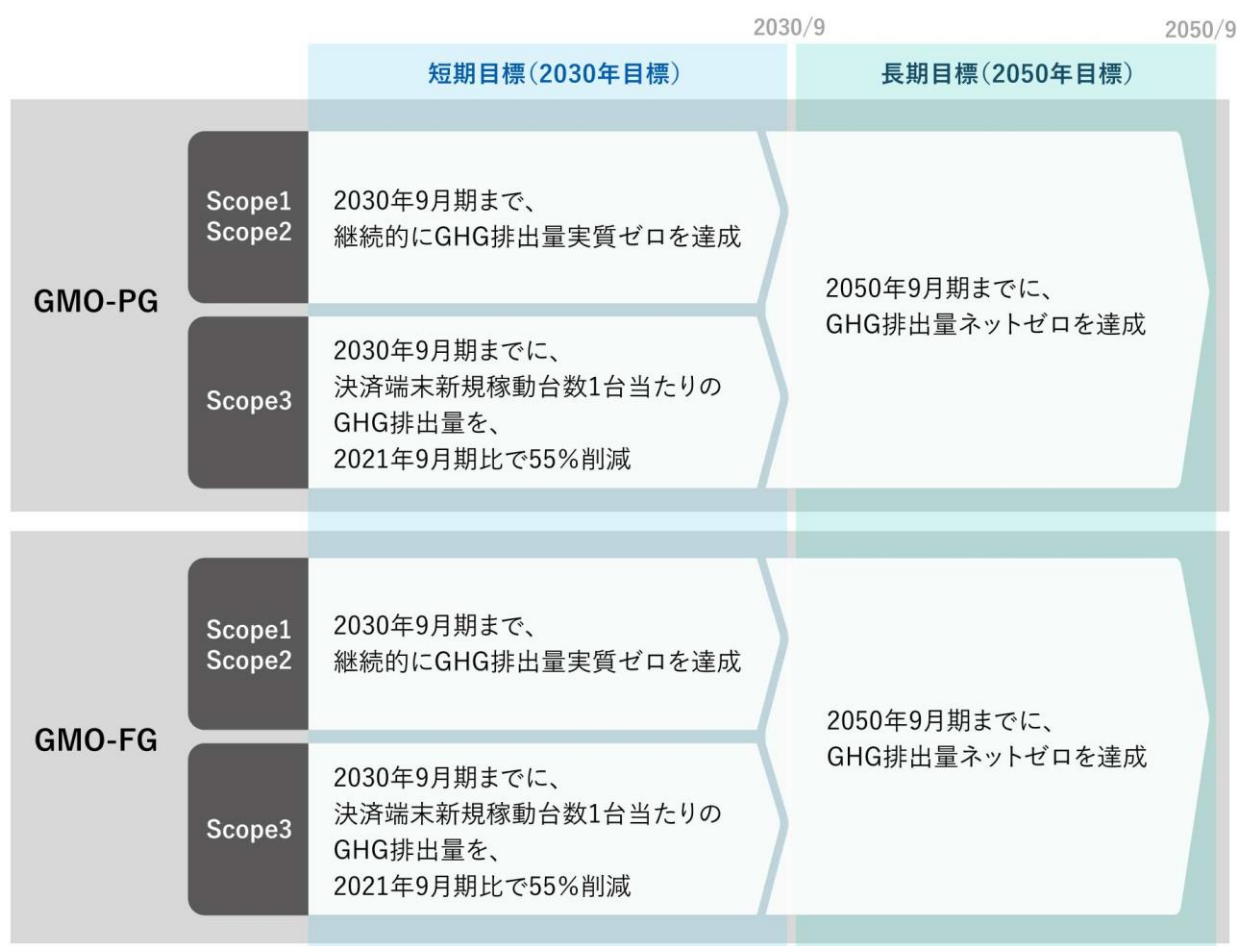 2030/9
2050/9
短期目標(2030年目標)
長期目標(2050年目標)
GMO-PG
Scope1
Scope2
2030年9月期まで、
継続的にGHG排出量実質ゼロを達成
Scope3
2030年9月期までに、
決済端末新規稼動台数1台当たりの
GHG排出量を、
2021年9月期比で55%削減
2050年9月期までに、
GHG排出量ネットゼロを達成
GMO-FG
Scope1
Scope2
2030年9月期まで、
継続的にGHG排出量実質ゼロを達成
Scope3
2030年9月期までに、
決済端末新規稼動台数1台当たりの
GHG排出量を、
2021年9月期比で55%削減
2050年9月期までに、
GHG排出量ネットゼロを達成